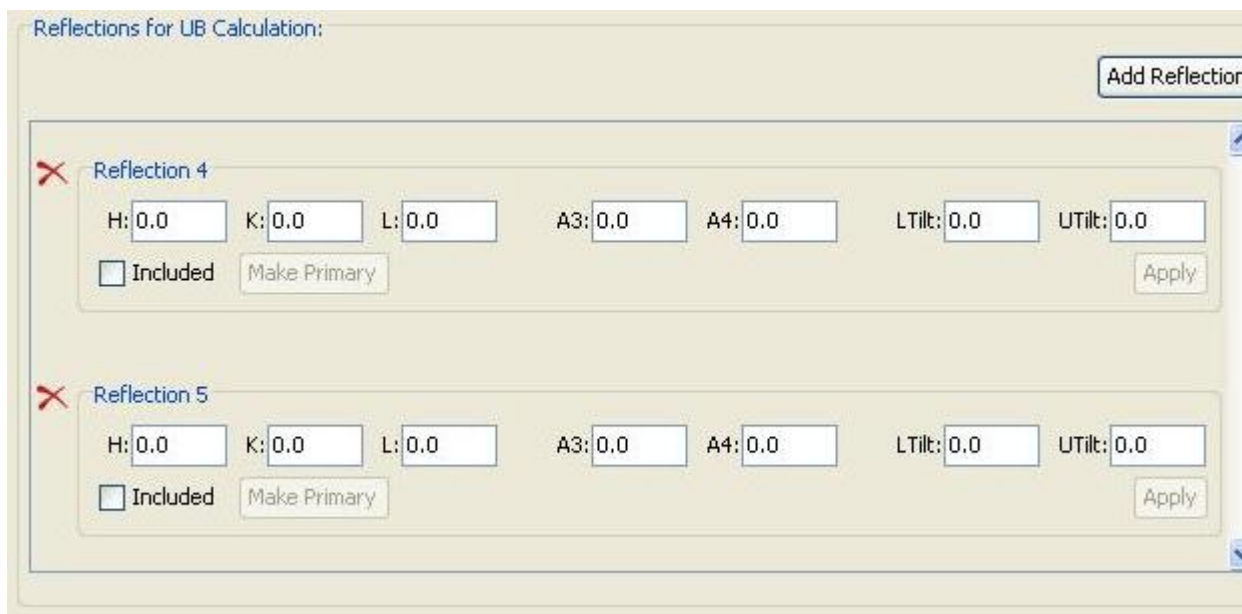 Reflections for UB Calculation:
Add Reflection
Reflection 4
H: 0.0 K: 0.0 L: 0.0 A3: 0.0 A4: 0.0 LTilt: 0.0 UTilt: 0.0
Included Make Primary Apply
Reflection 5
H: 0.0 K: 0.0 L: 0.0 A3: 0.0 A4: 0.0 LTilt: 0.0 UTilt: 0.0
Included Make Primary Apply